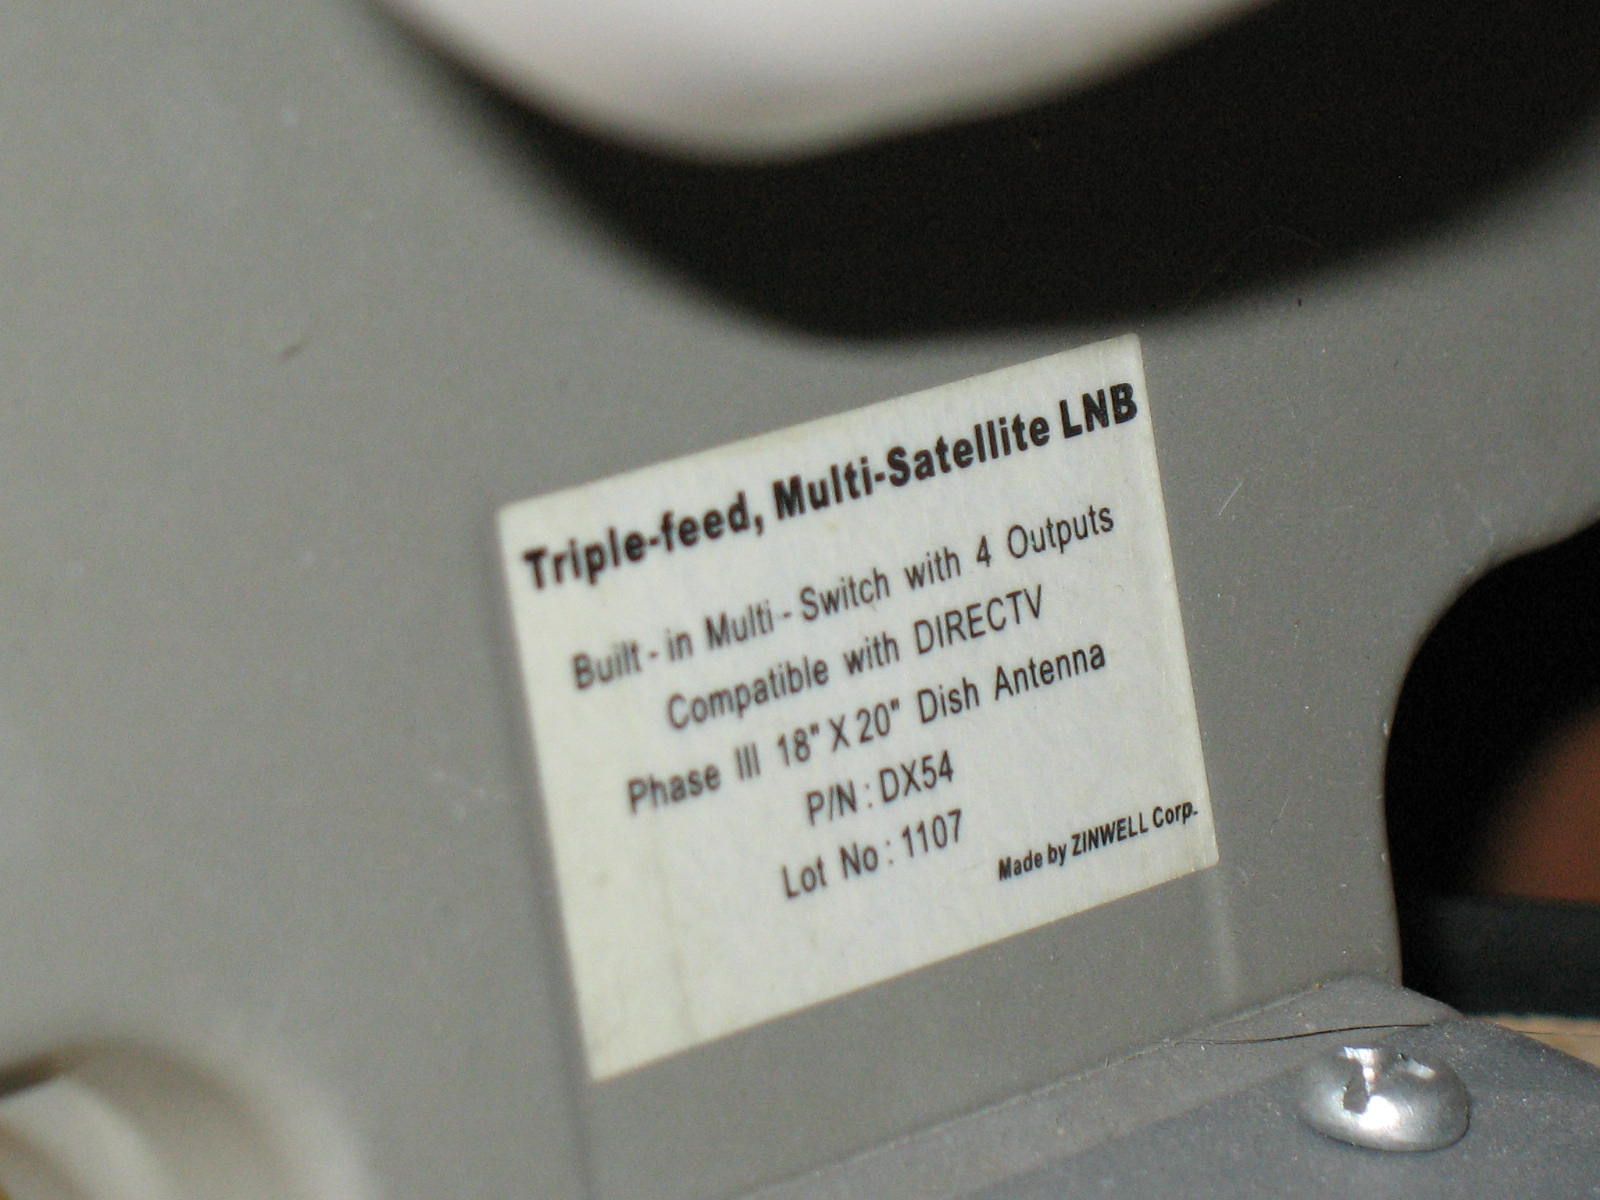 Triple-feed, Multi-Satellite LNB
Built - in Multi - Switch with 4 Outputs
Compatible with DIRECTV
Phase III 18" X 20" Dish Antenna
P/N : DX54
Lot No : 1107
Made by ZINWELL Corp.